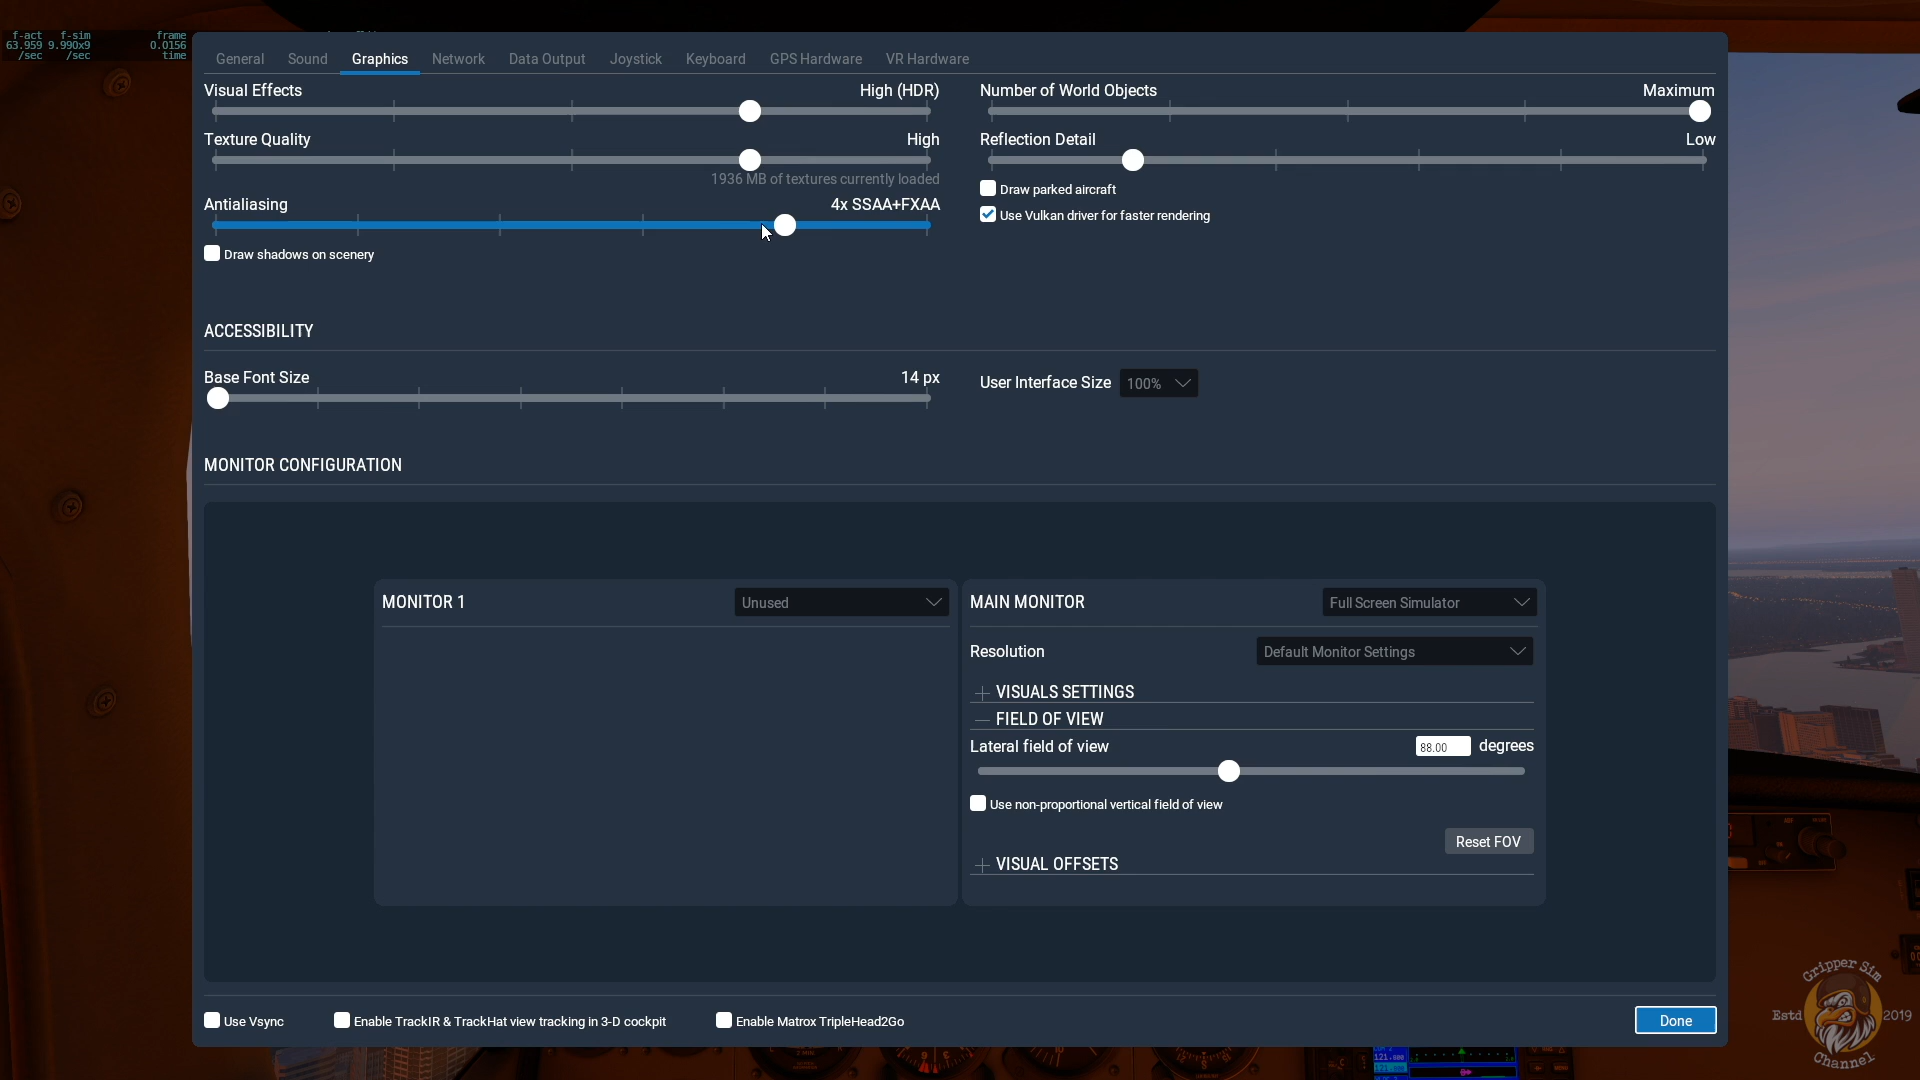 f-act f-sim frame
63.959 9.990x9 0.0156
/sec /sec time
General Sound Graphics Network Data Output Joystick Keyboard GPS Hardware VR Hardware
Visual Effects High (HDR)
Number of World Objects Maximum
Texture Quality High
Reflection Detail Low
1936 MB of textures currently loaded
Draw parked aircraft
Antialiasing 4x SSAA+FXAA
Use Vulkan driver for faster rendering
Draw shadows on scenery
ACCESSIBILITY
Base Font Size 14 px
User Interface Size 100%
MONITOR CONFIGURATION
MONITOR 1 Unused
MAIN MONITOR Full Screen Simulator
Resolution Default Monitor Settings
VISUALS SETTINGS
FIELD OF VIEW
Lateral field of view 88.00 degrees
Use non-proportional vertical field of view
Reset FOV
VISUAL OFFSETS
Use Vsync Enable TrackIR & TrackHat view tracking in 3-D cockpit Enable Matrox TripleHead2Go
Done
Gripper Sim
Estd 2019
Channel